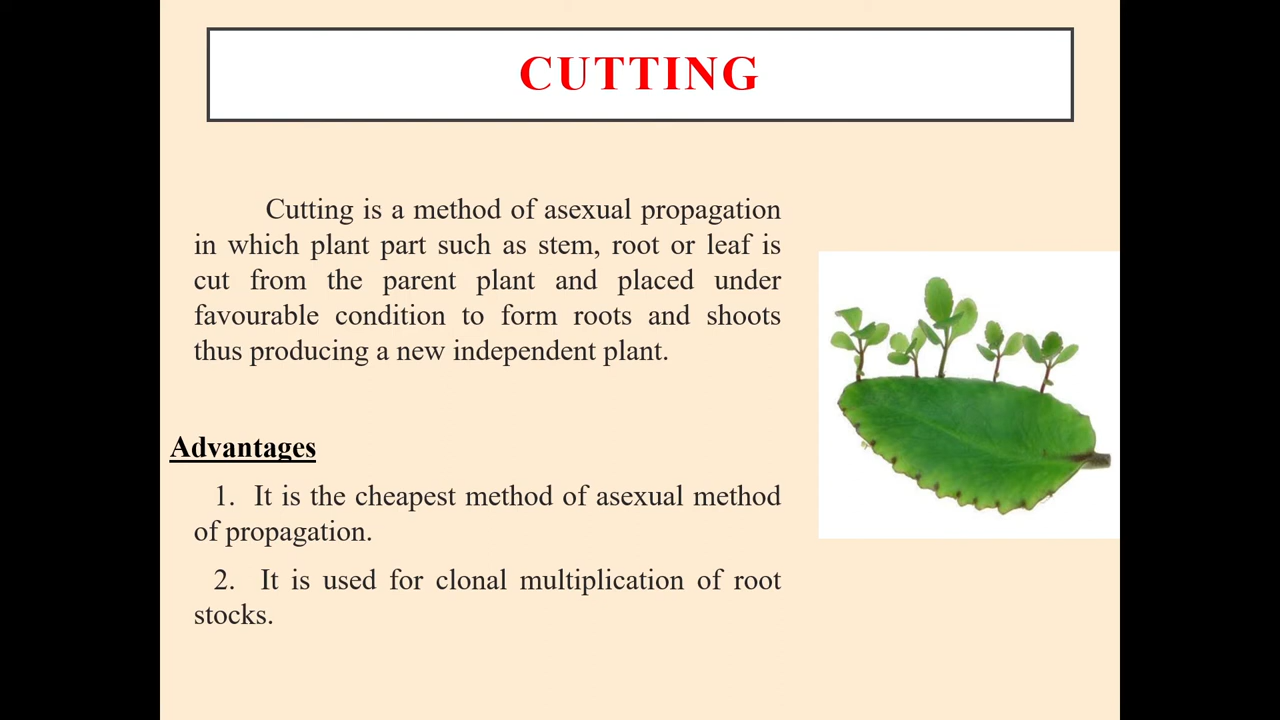 CUTTING
Cutting is a method of asexual propagation
in which plant part such as stem, root or leaf is
cut from the parent plant and placed under
favourable condition to form roots and shoots
thus producing a new independent plant.
Advantages
1. It is the cheapest method of asexual method
of propagation.
2. It is used for clonal multiplication of root
stocks.